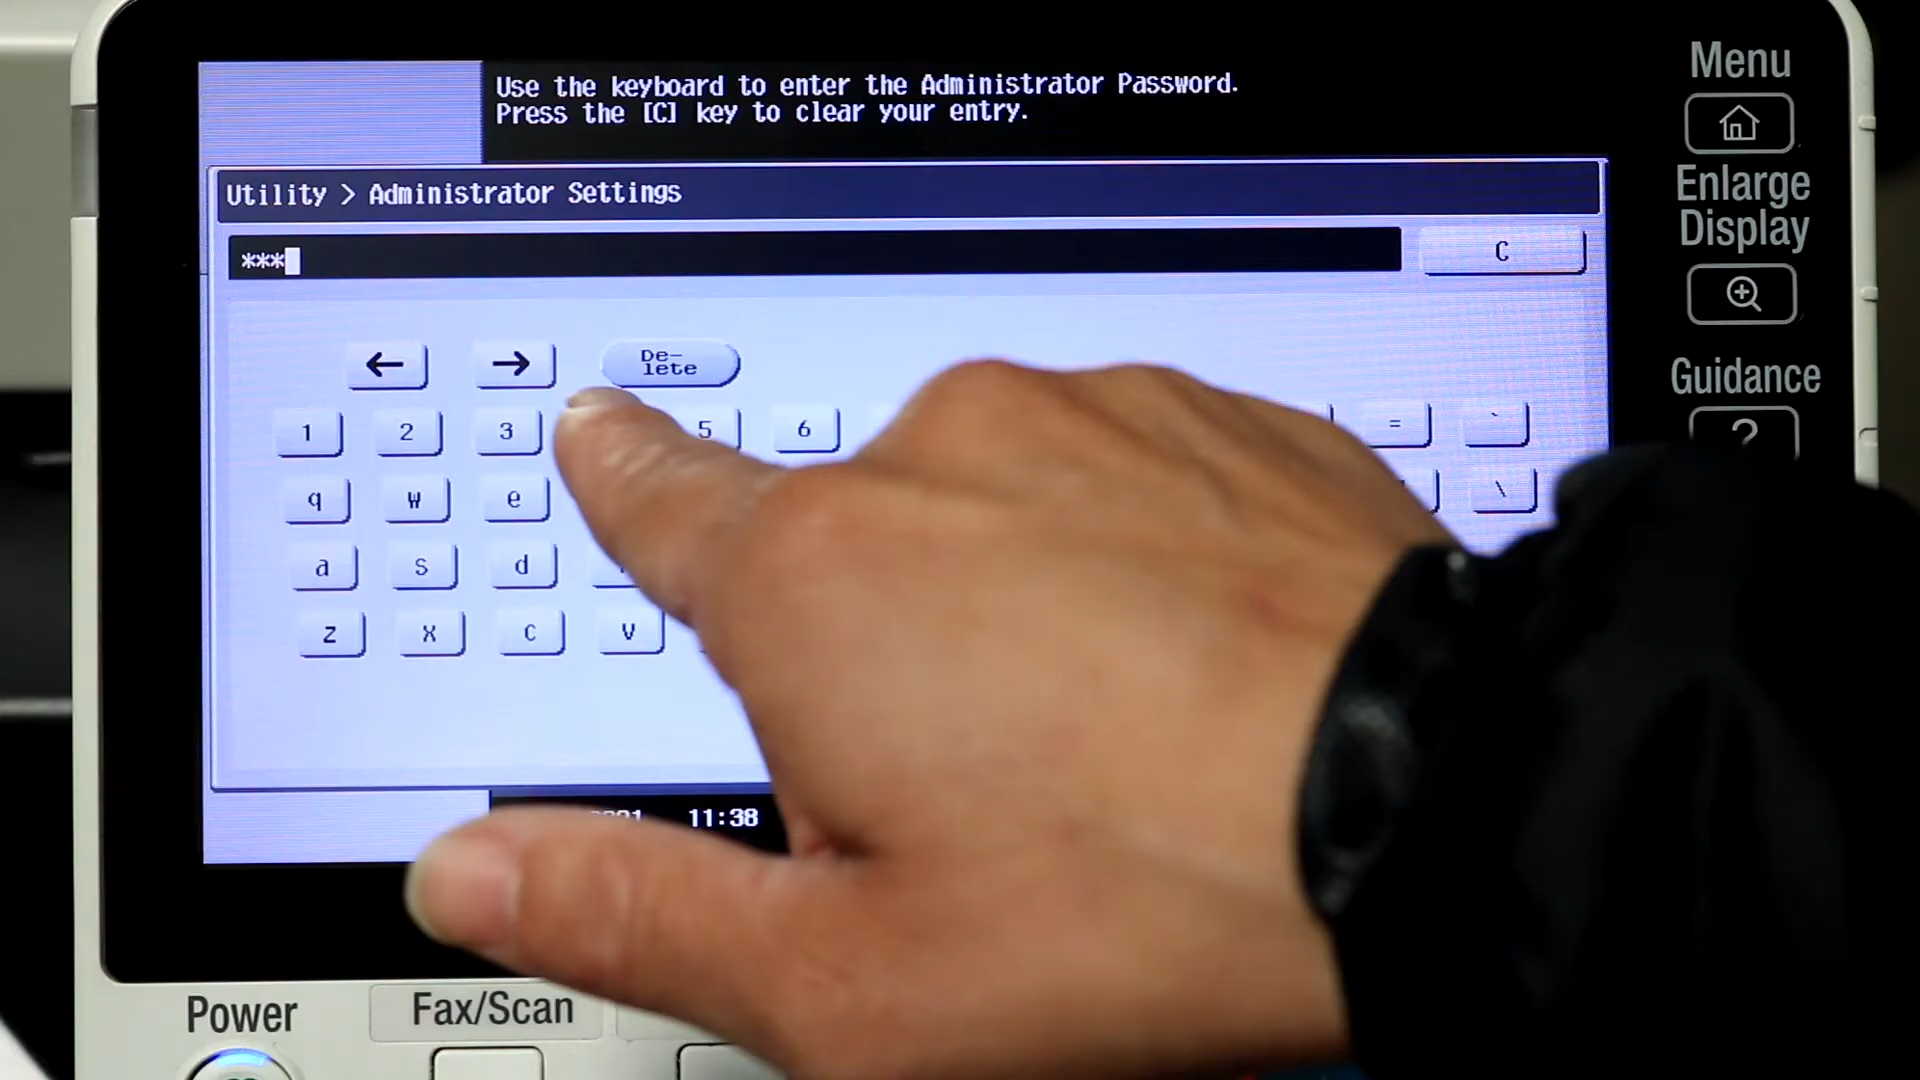 Use the keyboard to enter the Administrator Password.
Press the [C] key to clear your entry.
Menu
Enlarge
Display
Guidance
?
Utility > Administrator Settings
*** C
← → De-
lete
1 2 3 5 6 = `
q w e \
a s d
z x c v
11:38
Power Fax/Scan